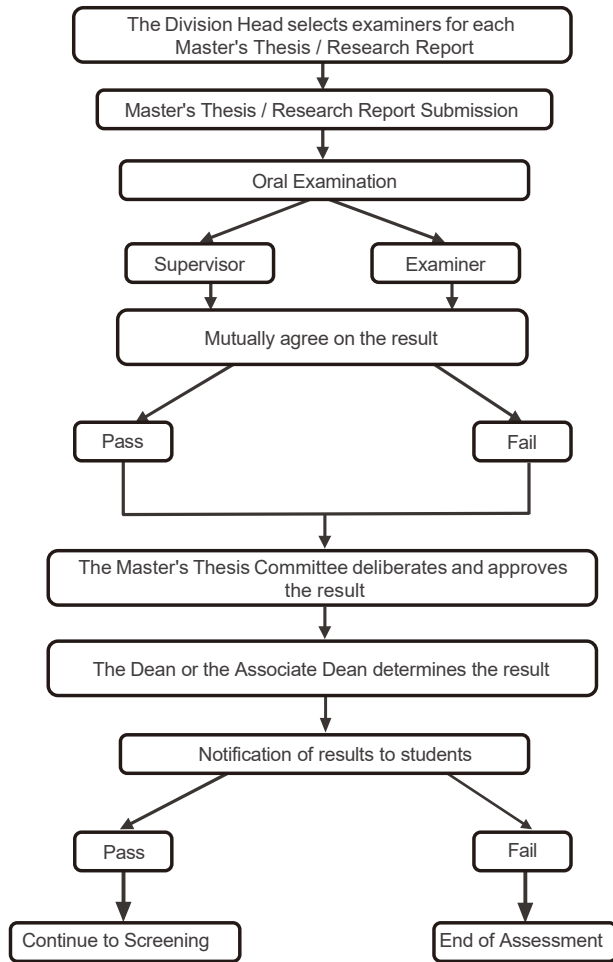 The Division Head selects examiners for each
Master's Thesis / Research Report
Master's Thesis / Research Report Submission
Oral Examination
Supervisor
Examiner
Mutually agree on the result
Pass
Fail
The Master's Thesis Committee deliberates and approves
the result
The Dean or the Associate Dean determines the result
Notification of results to students
Pass
Fail
Continue to Screening
End of Assessment